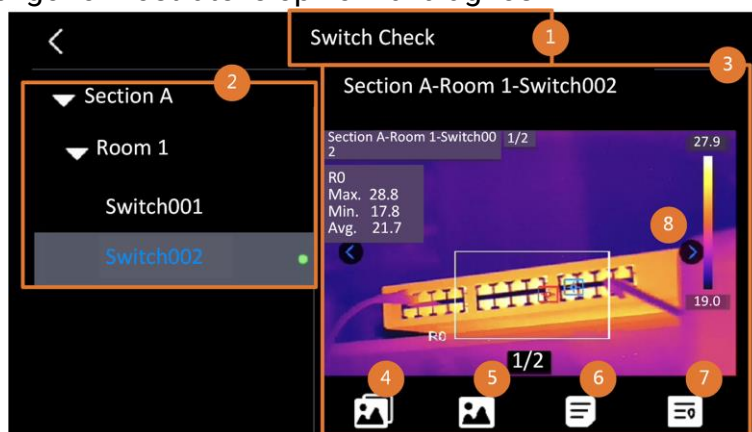 Switch Check
1
2
3
Section A
Section A-Room 1-Switch002
Room 1
Section A-Room 1-Switch00
2
1/2
27.9
R0
Max. 28.8
Min. 17.8
Avg. 21.7
Switch001
8
Switch002
19.0
R0
1/2
4
5
6
7